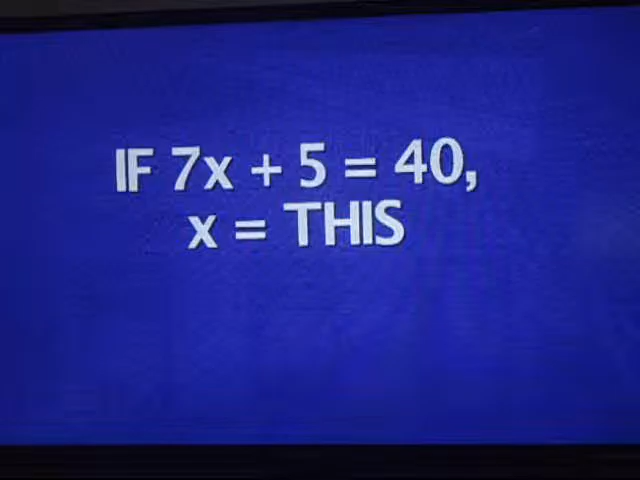 IF 7x + 5 = 40,
x = THIS